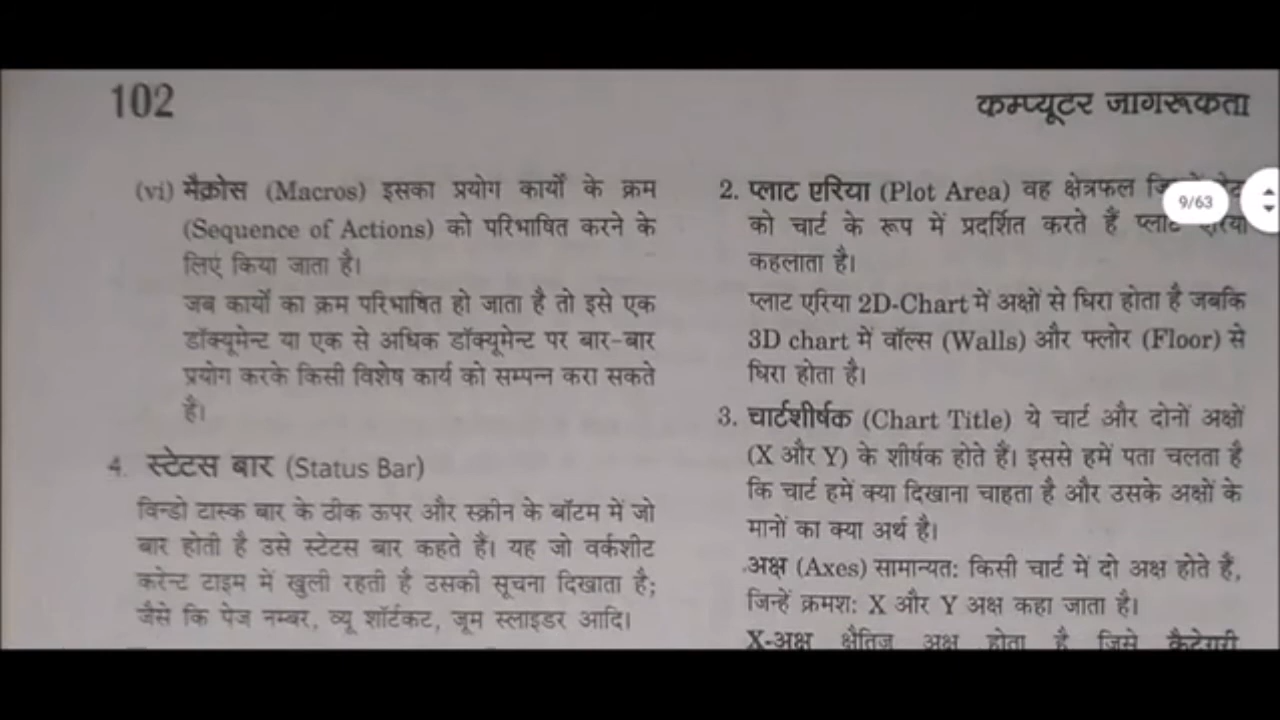 102
कम्प्यूटर जागरूकता
(vi) मैक्रोस (Macros) इसका प्रयोग कार्यों के क्रम
(Sequence of Actions) को परिभाषित करने के
लिए किया जाता है।
जब कार्यों का क्रम परिभाषित हो जाता है तो इसे एक
डॉक्यूमेन्ट या एक से अधिक डॉक्यूमेन्ट पर बार-बार
प्रयोग करके किसी विशेष कार्य को सम्पन्न करा सकते
हैं।
4. स्टेटस बार (Status Bar)
विन्डो टास्क बार के ठीक ऊपर और स्क्रीन के बॉटम में जो
बार होती है उसे स्टेटस बार कहते हैं। यह जो वर्कशीट
करेन्ट टाइम में खुली रहती है उसकी सूचना दिखाता है;
जैसे कि पेज नम्बर, व्यू शॉर्टकट, जूम स्लाइडर आदि।
2. प्लाट एरिया (Plot Area) वह क्षेत्रफल
9/63
को चार्ट के रूप में प्रदर्शित करते हैं प्लाट एरिया
कहलाता है।
प्लाट एरिया 2D-Chart में अक्षों से घिरा होता है जबकि
3D chart में वॉल्स (Walls) और फ्लोर (Floor) से
घिरा होता है।
3. चार्टशीर्षक (Chart Title) ये चार्ट और दोनों अक्षों
(X और Y) के शीर्षक होते हैं। इससे हमें पता चलता है
कि चार्ट हमें क्या दिखाना चाहता है और उसके अक्षों के
मानों का क्या अर्थ है।
अक्ष (Axes) सामान्यत: किसी चार्ट में दो अक्ष होते है,
जिन्हें क्रमश: X और Y अक्ष कहा जाता है।
X-अक्ष क्षैतिज अक्ष होता है जिसे कैटेगरी